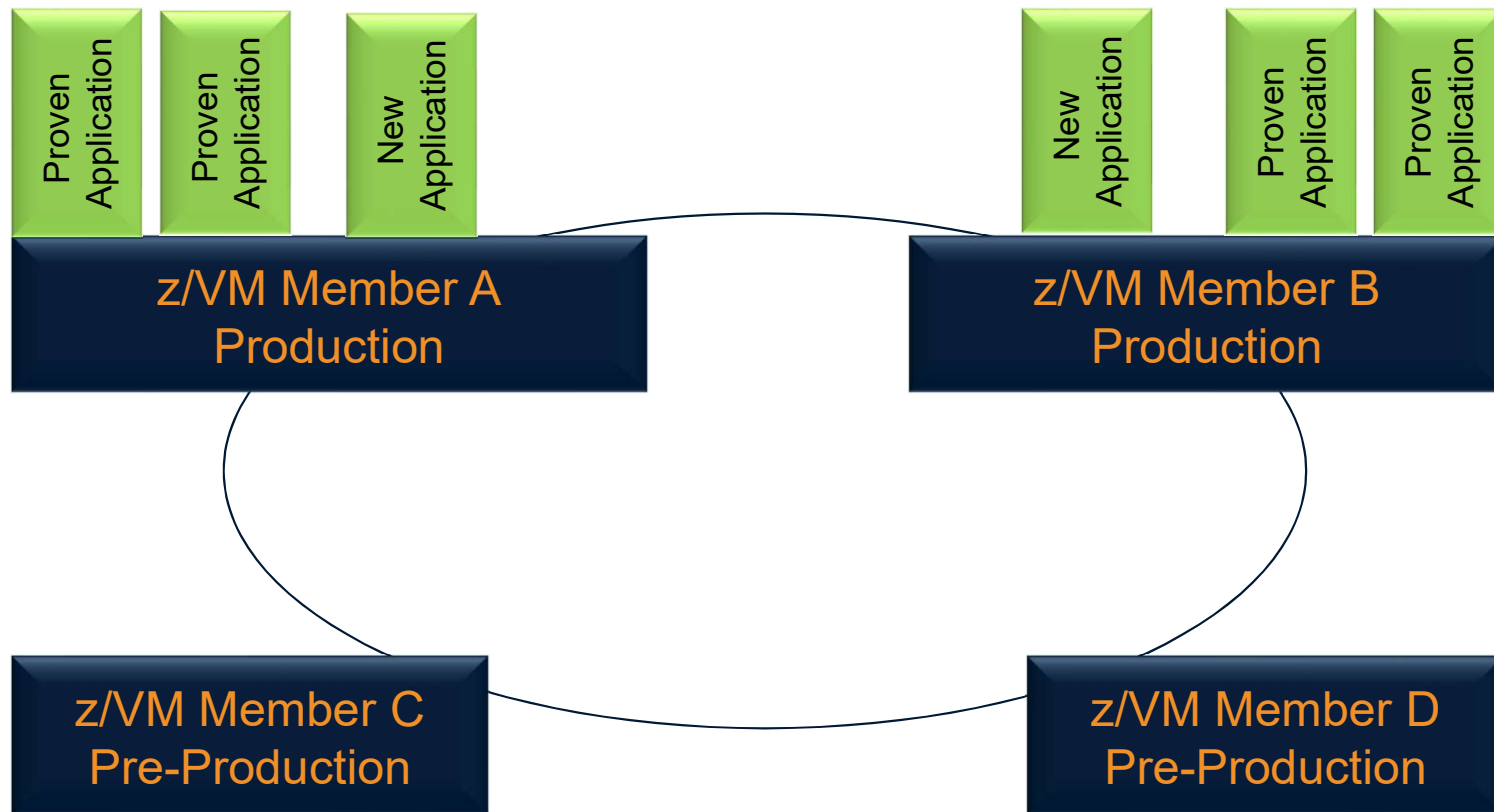 Proven
Application
Proven
Application
New
Application
New
Application
Proven
Application
Proven
Application
z/VM Member A
Production
z/VM Member B
Production
z/VM Member C
Pre-Production
z/VM Member D
Pre-Production